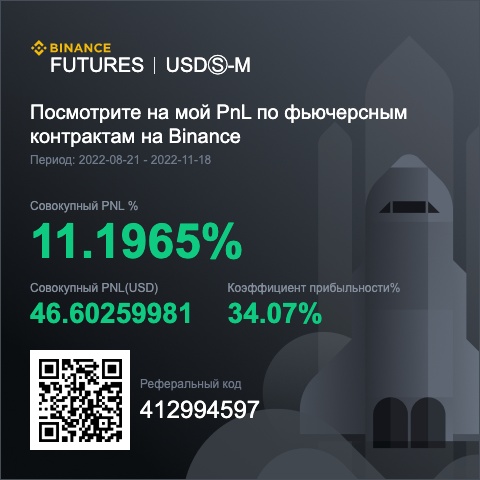 BINANCE
FUTURES | USDⓈ-M
Посмотрите на мой PnL по фьючерсным
контрактам на Binance
Период: 2022-08-21 - 2022-11-18
Совокупный PNL %
11.1965%
Совокупный PNL(USD)
46.60259981
Коэффициент прибыльности%
34.07%
Реферальный код
412994597